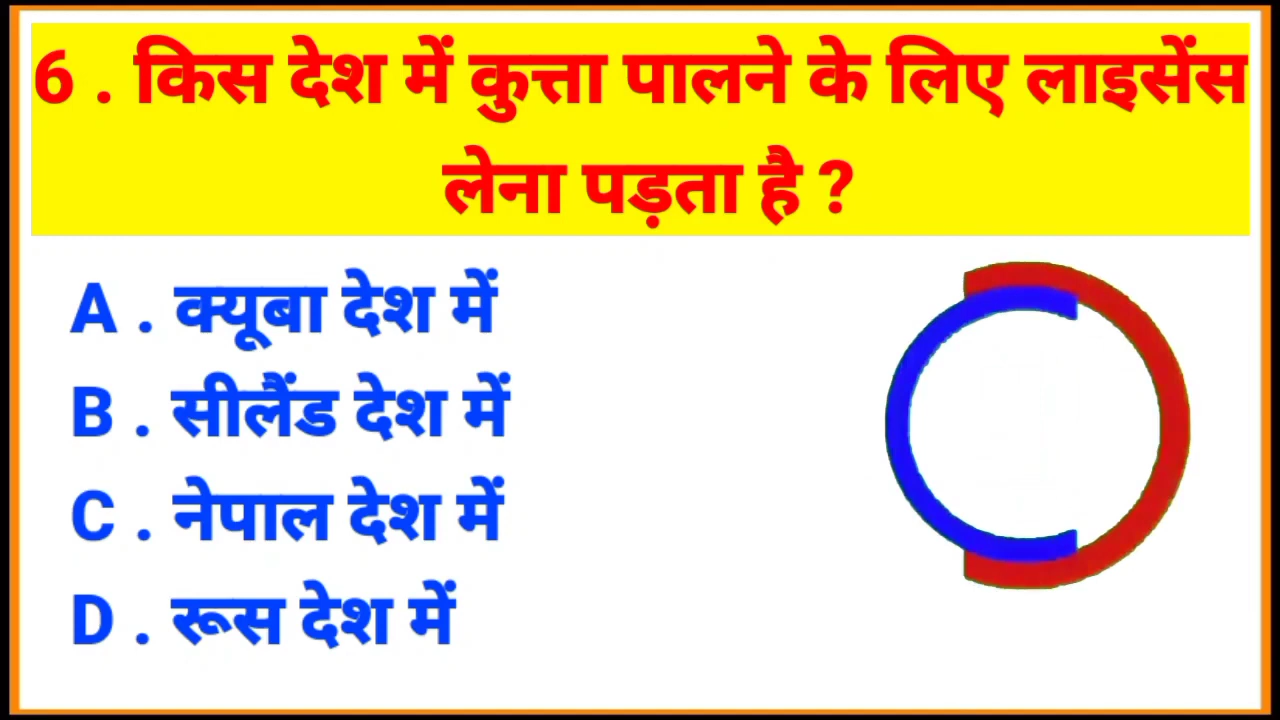 6 . किस देश में कुत्ता पालने के लिए लाइसेंस
लेना पड़ता है ?
A . क्यूबा देश में
B . सीलैंड देश में
C . नेपाल देश में
D . रूस देश में